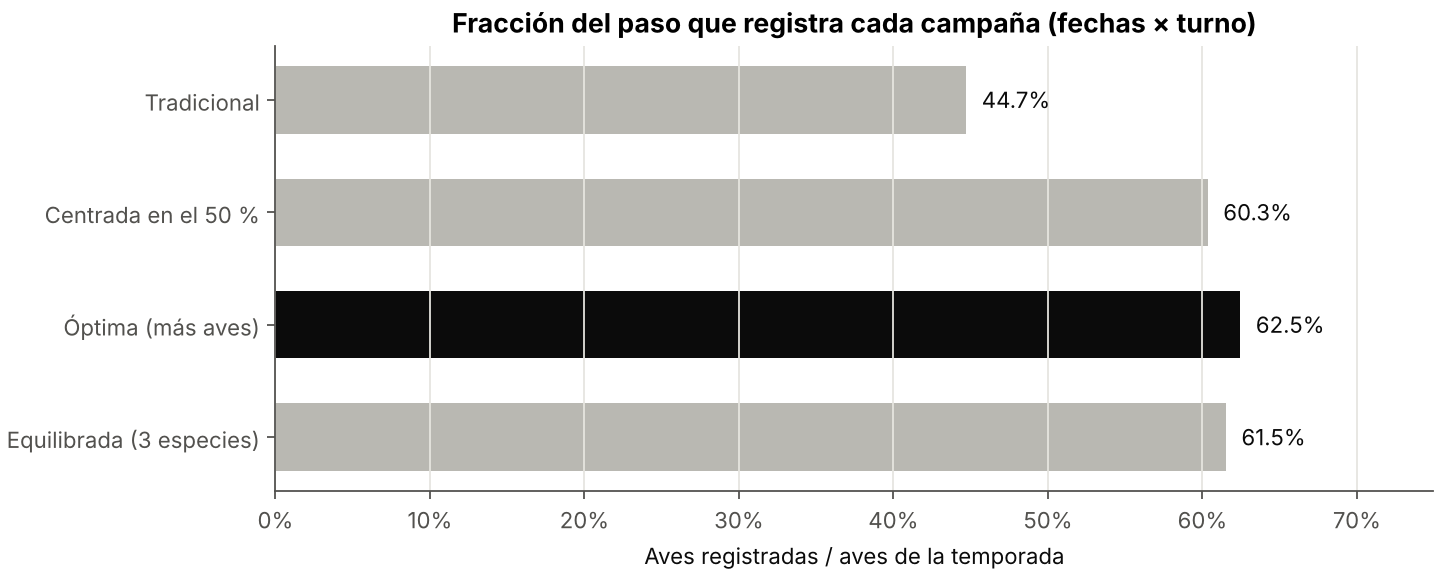 Fracción del paso que registra cada campaña (fechas × turno)
Tradicional
44.7%
Centrada en el 50 %
60.3%
Óptima (más aves)
62.5%
Equilibrada (3 especies)
61.5%
0% 10% 20% 30% 40% 50% 60% 70%
Aves registradas / aves de la temporada